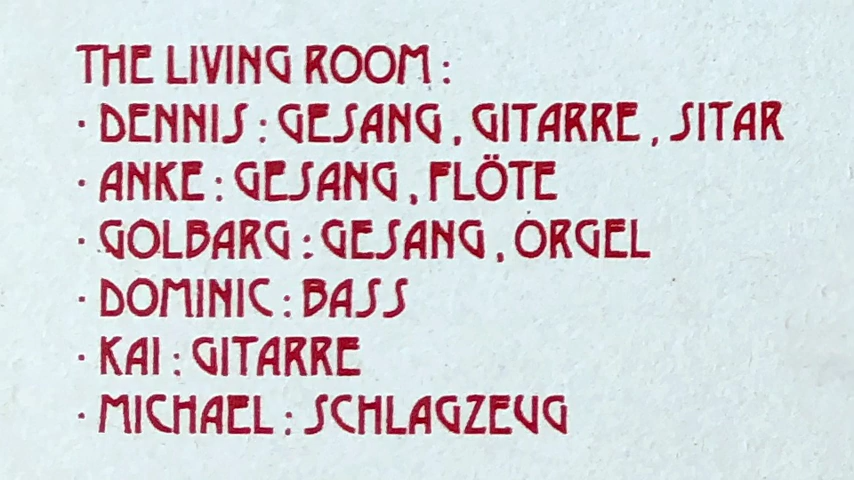 THE LIVING ROOM :
· DENNIS : GESANG , GITARRE , SITAR
· ANKE : GESANG , FLÖTE
· GOLBARG : GESANG , ORGEL
· DOMINIC : BASS
· KAI : GITARRE
· MICHAEL : SCHLAGZEUG